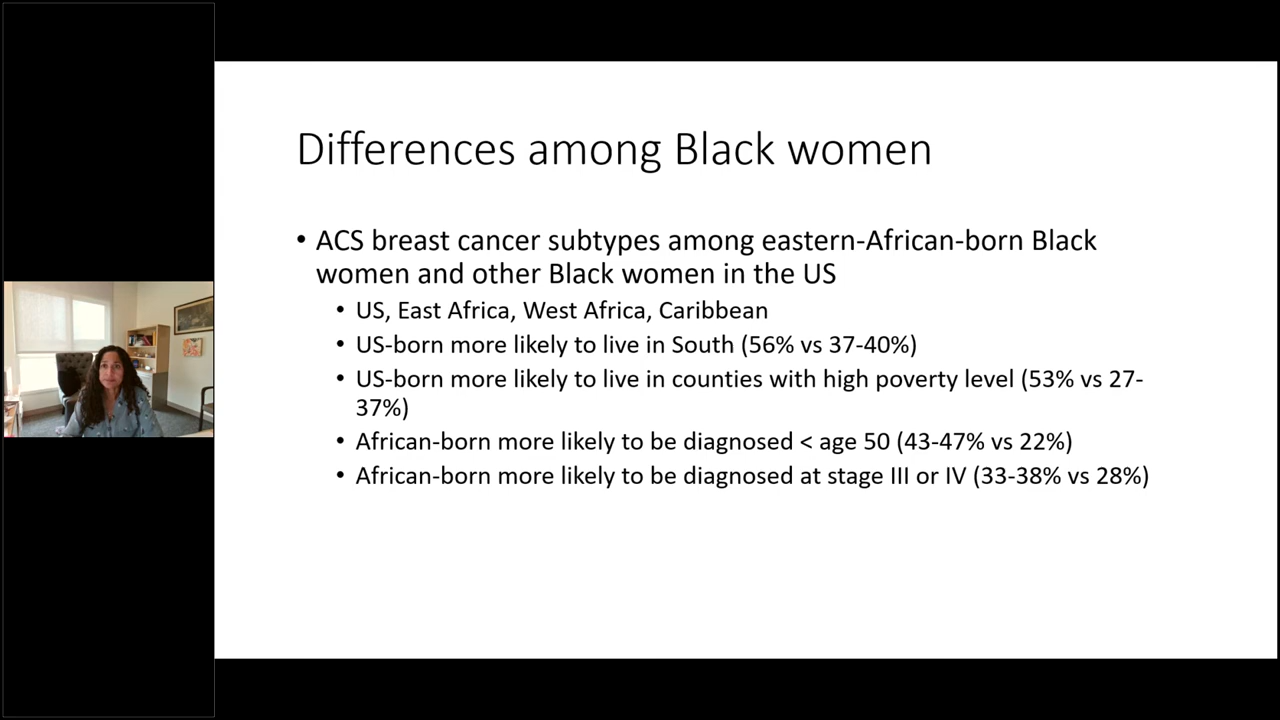 Differences among Black women
• ACS breast cancer subtypes among eastern-African-born Black
women and other Black women in the US
• US, East Africa, West Africa, Caribbean
• US-born more likely to live in South (56% vs 37-40%)
• US-born more likely to live in counties with high poverty level (53% vs 27-
37%)
• African-born more likely to be diagnosed < age 50 (43-47% vs 22%)
• African-born more likely to be diagnosed at stage III or IV (33-38% vs 28%)